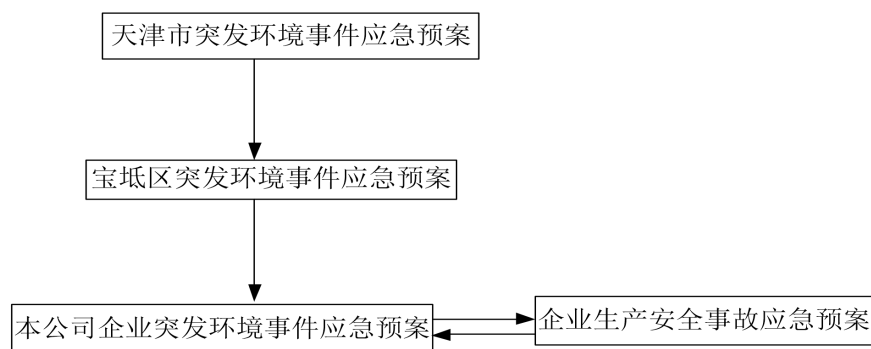 天津市突发环境事件应急预案
宝坻区突发环境事件应急预案
本公司企业突发环境事件应急预案
企业生产安全事故应急预案